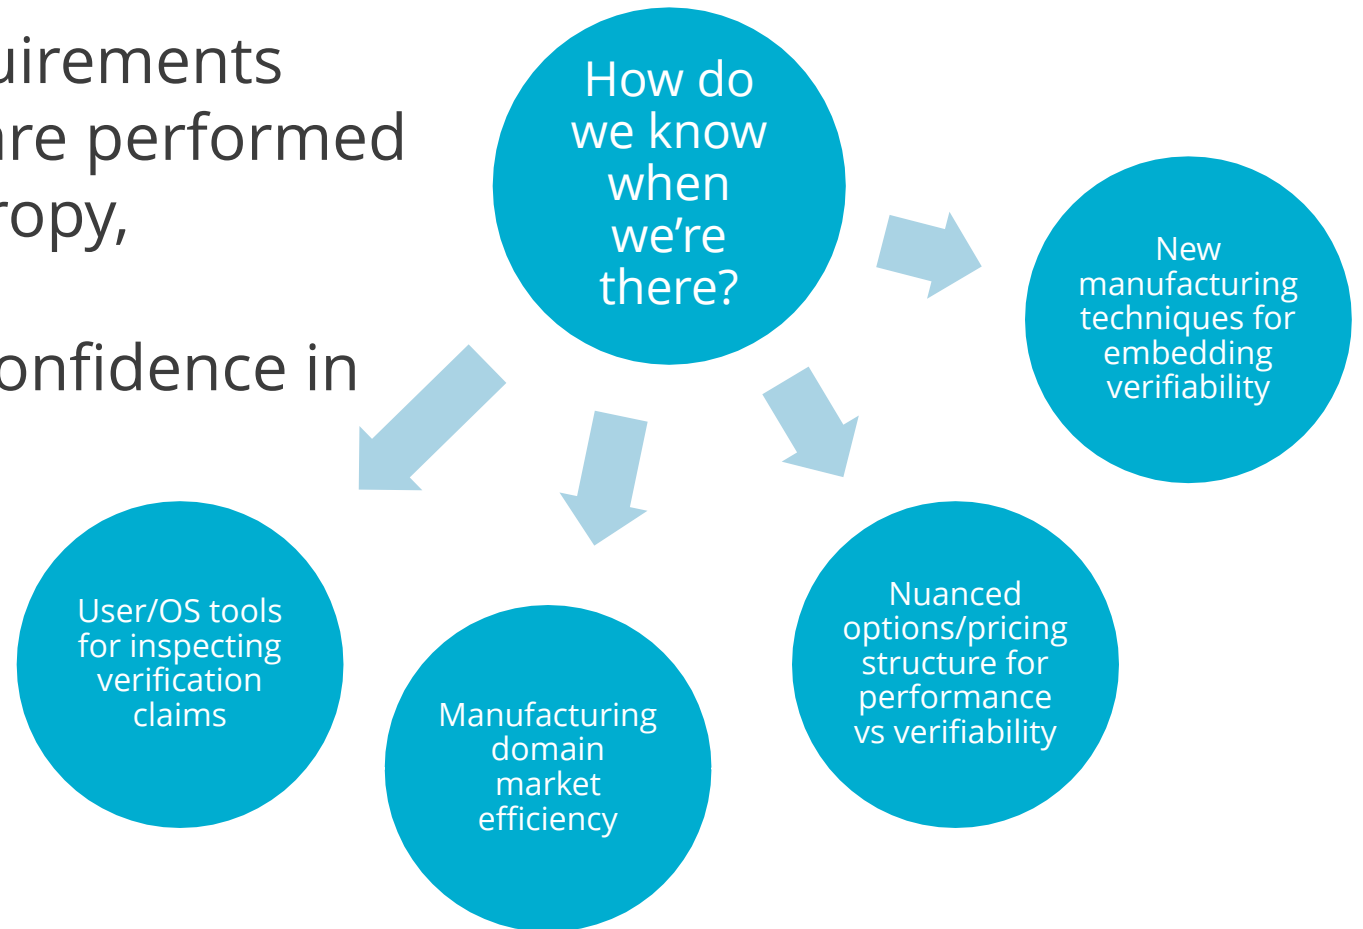 uirements
are performed
ropy,
onfidence in
How do
we know
when
we’re
there?
New
manufacturing
techniques for
embedding
verifiability
User/OS tools
for inspecting
verification
claims
Manufacturing
domain
market
efficiency
Nuanced
options/pricing
structure for
performance
vs verifiability